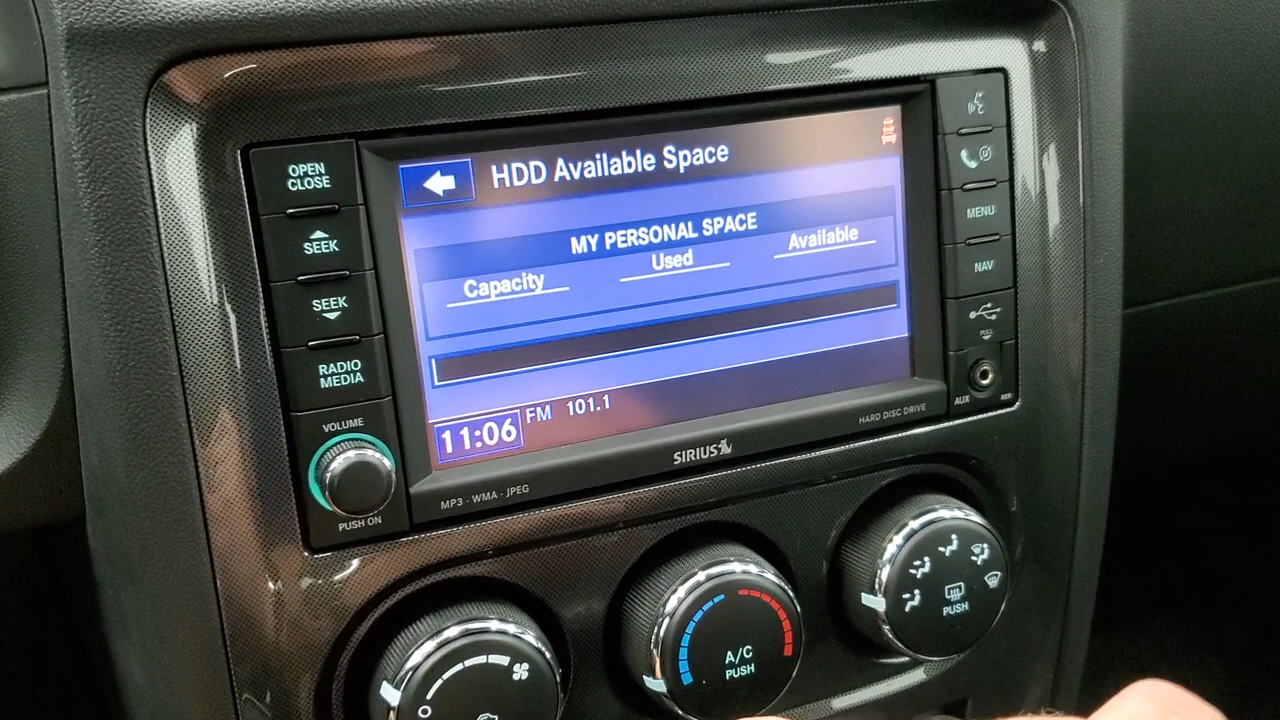 OPEN
CLOSE
SEEK
SEEK
RADIO
MEDIA
VOLUME
PUSH ON
HDD Available Space
MY PERSONAL SPACE
Capacity
Used
Available
11:06
FM 101.1
MP3 · WMA · JPEG
SIRIUS
HARD DISC DRIVE
MENU
NAV
PULL
AUX
A/C
PUSH
PUSH